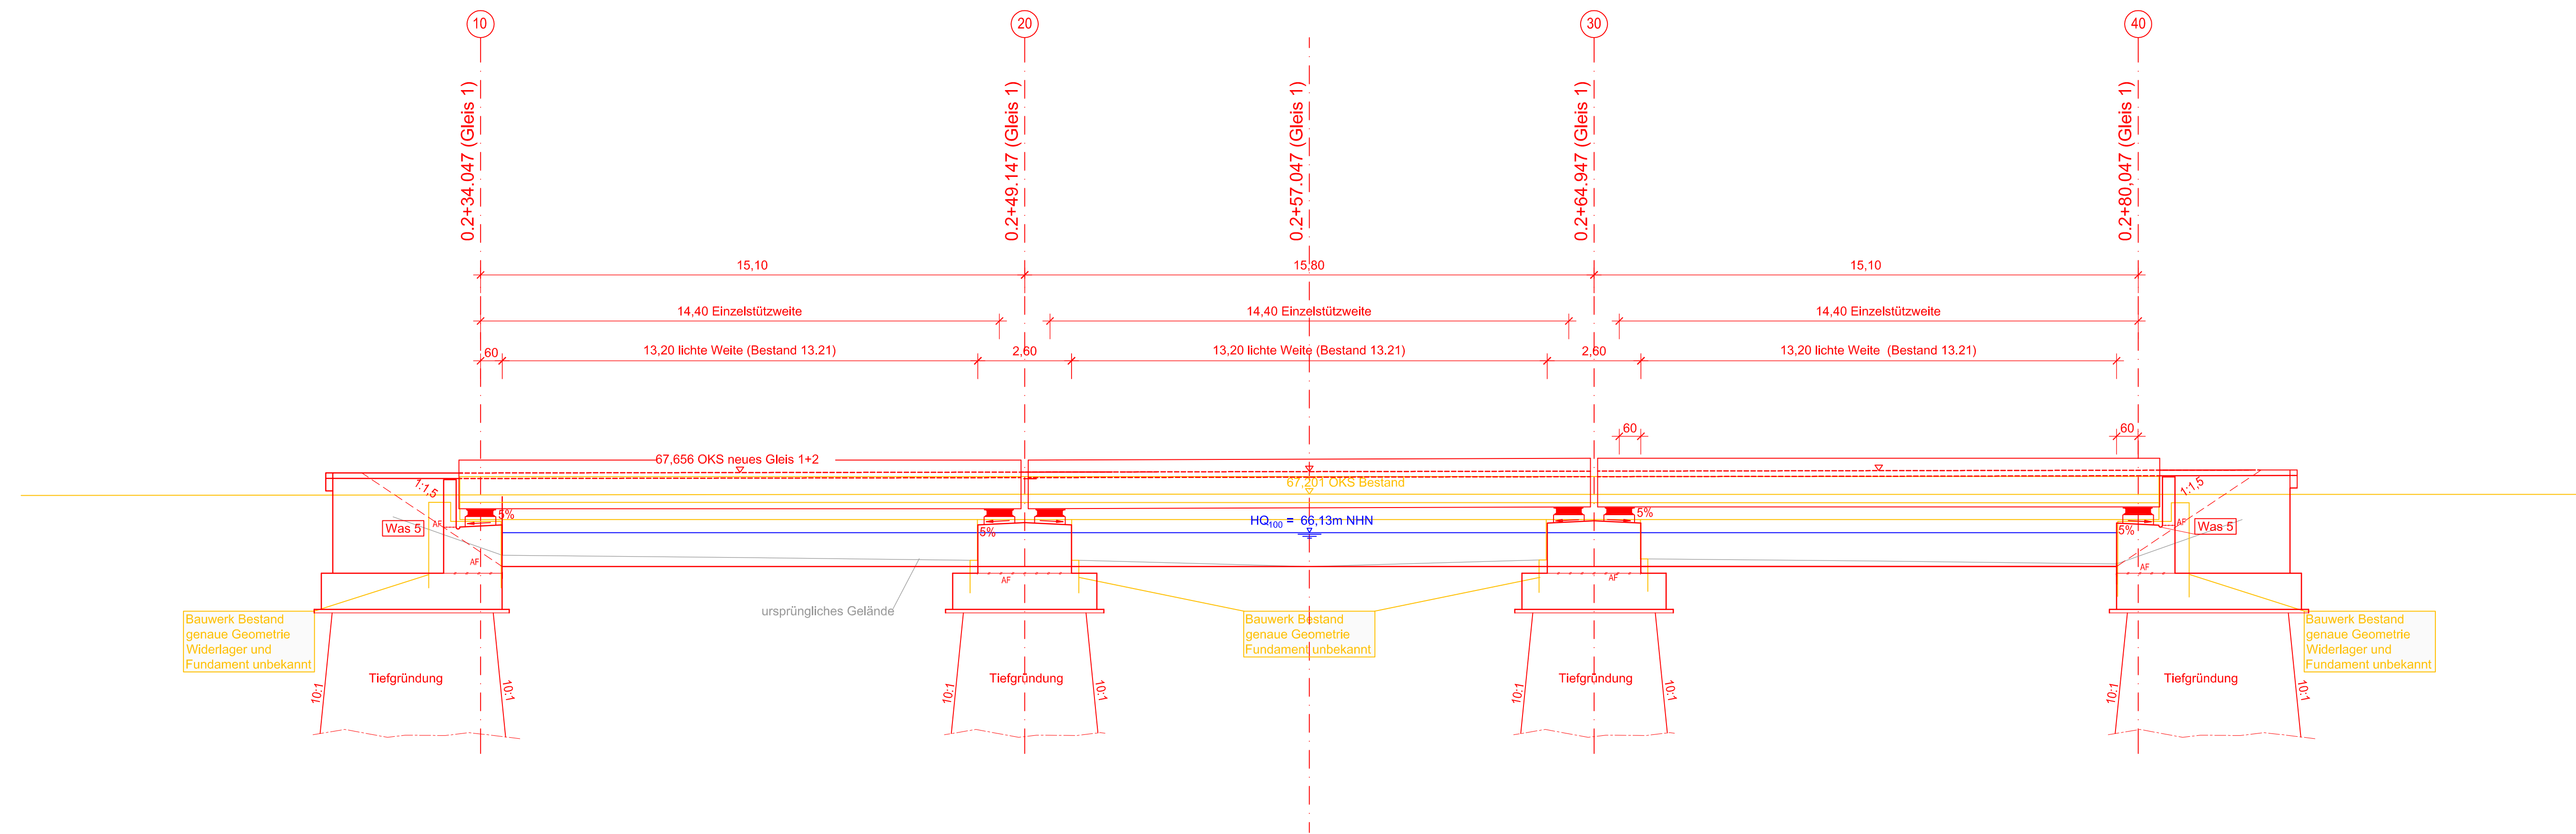 10
20
30
40
0.2+34.047 (Gleis 1)
0.2+49.147 (Gleis 1)
0.2+57.047 (Gleis 1)
0.2+64.947 (Gleis 1)
0.2+80,047 (Gleis 1)
15,10
15,80
15,10
14,40 Einzelstützweite
14,40 Einzelstützweite
14,40 Einzelstützweite
60
13,20 lichte Weite (Bestand 13.21)
2,60
13,20 lichte Weite (Bestand 13.21)
2,60
13,20 lichte Weite (Bestand 13.21)
60
60
67,656 OKS neues Gleis 1+2
67,201 OKS Bestand
1:1,5
1:1,5
HQ100 = 66,13m NHN
Was 5
AF
5%
5%
5%
5%
AF
Was 5
AF
AF
AF
AF
ursprüngliches Gelände
Bauwerk Bestand
genaue Geometrie
Widerlager und
Fundament unbekannt
Bauwerk Bestand
genaue Geometrie
Fundament unbekannt
Bauwerk Bestand
genaue Geometrie
Widerlager und
Fundament unbekannt
Tiefgründung
Tiefgründung
Tiefgründung
Tiefgründung
10:1
10:1
10:1
10:1
10:1
10:1
10:1
10:1